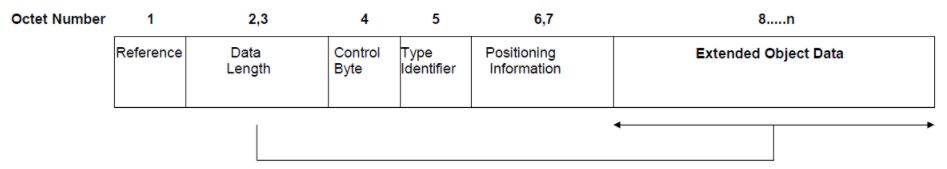 Octet Number 1 2,3 4 5 6,7 8.....n
Reference Data Control Type Positioning Extended Object Data
Length Byte Identifier Information